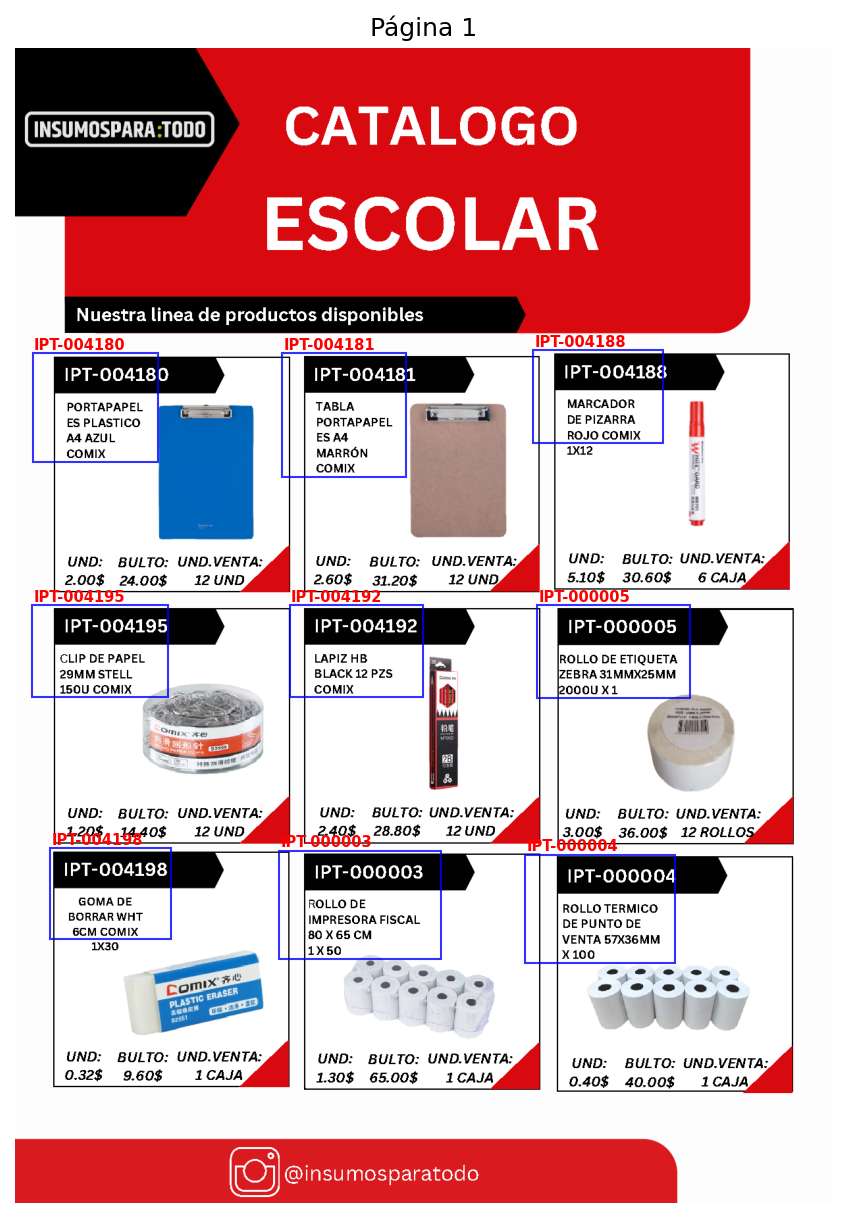 Página 1
INSUMOSPARA:TODO
CATALOGO
ESCOLAR
Nuestra linea de productos disponibles
IPT-004180
IPT-004180
PORTAPAPEL
ES PLASTICO
A4 AZUL
COMIX
UND: BULTO: UND.VENTA:
2.00$ 24.00$ 12 UND
IPT-004181
IPT-004181
TABLA
PORTAPAPEL
ES A4
MARRÓN
COMIX
UND: BULTO: UND.VENTA:
2.60$ 31.20$ 12 UND
IPT-004188
IPT-004188
MARCADOR
DE PIZARRA
ROJO COMIX
1X12
UND: BULTO: UND.VENTA:
5.10$ 30.60$ 6 CAJA
IPT-004195
IPT-004195
CLIP DE PAPEL
29MM STELL
150U COMIX
COMIX 齐心
UND: BULTO: UND.VENTA:
1.20$ 14.40$ 12 UND
IPT-004192
IPT-004192
LAPIZ HB
BLACK 12 PZS
COMIX
铅笔
2B
UND: BULTO: UND.VENTA:
2.40$ 28.80$ 12 UND
IPT-000005
IPT-000005
ROLLO DE ETIQUETA
ZEBRA 31MMX25MM
2000U X 1
UND: BULTO: UND.VENTA:
3.00$ 36.00$ 12 ROLLOS
IPT-004198
IPT-004198
GOMA DE
BORRAR WHT
6CM COMIX
1X30
COMIX 齐心
PLASTIC ERASER
UND: BULTO: UND.VENTA:
0.32$ 9.60$ 1 CAJA
IPT-000003
IPT-000003
ROLLO DE
IMPRESORA FISCAL
80 X 65 CM
1 X 50
UND: BULTO: UND.VENTA:
1.30$ 65.00$ 1 CAJA
IPT-000004
IPT-000004
ROLLO TERMICO
DE PUNTO DE
VENTA 57X36MM
X 100
UND: BULTO: UND.VENTA:
0.40$ 40.00$ 1 CAJA
@insumosparatodo